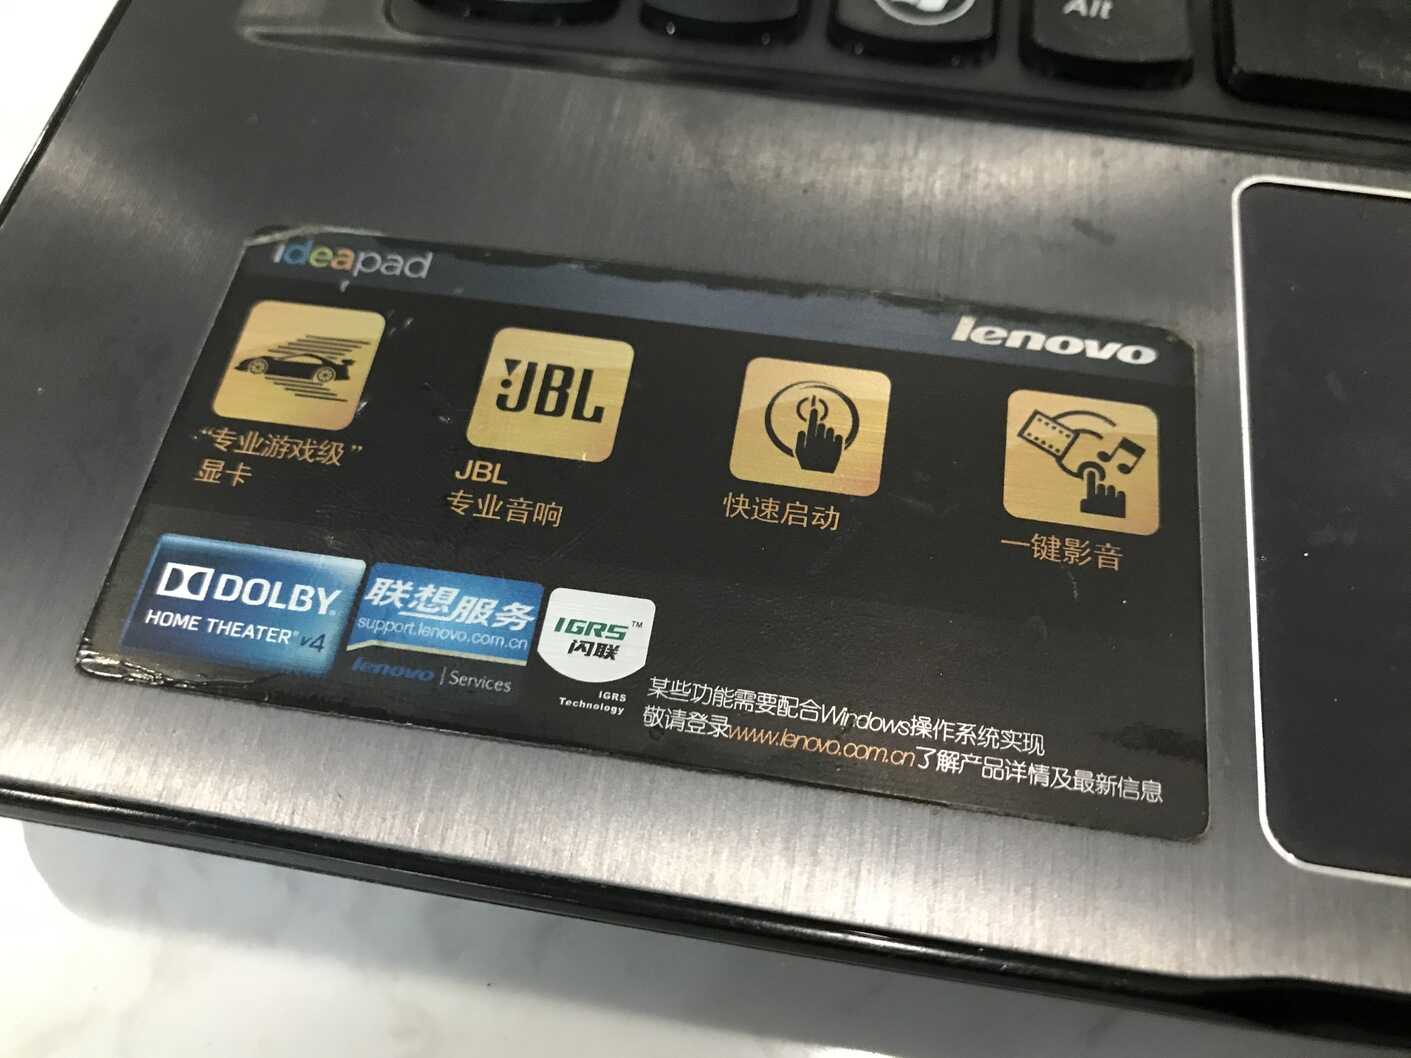 Alt
ideapad
lenovo
JBL
“专业游戏级”
显卡
JBL
专业音响
快速启动
一键影音
DOLBY
HOME THEATER® v4
联想服务
support.lenovo.com.cn
lenovo | Services
IGRS™
闪联
IGRS
Technology
某些功能需要配合Windows操作系统实现
敬请登录www.lenovo.com.cn了解产品详情及最新信息